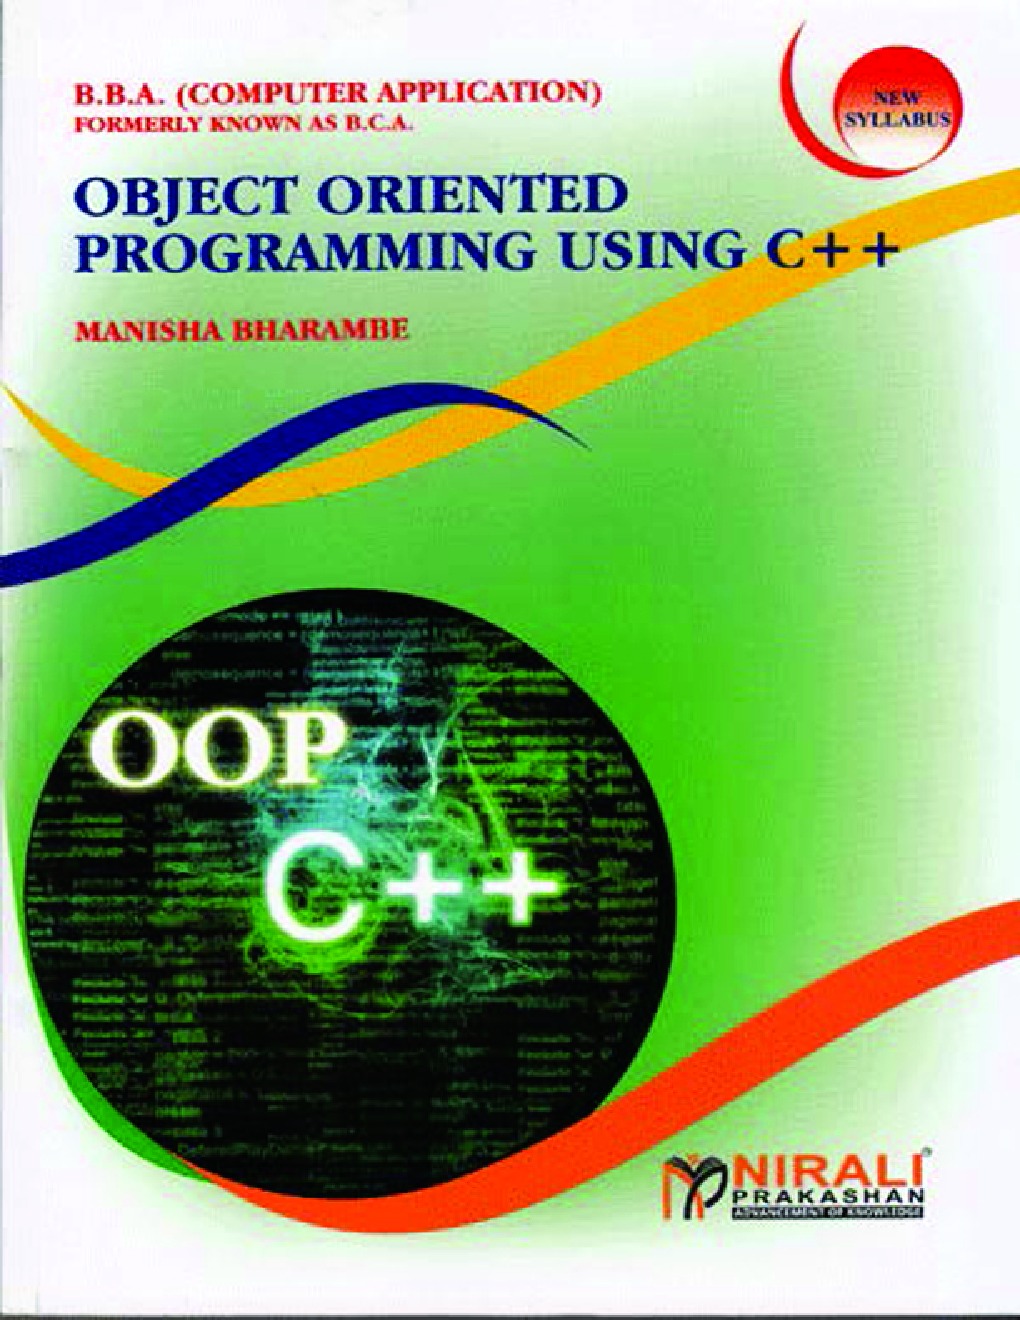 B.B.A. (COMPUTER APPLICATION)
FORMERLY KNOWN AS B.C.A.
NEW
SYLLABUS
OBJECT ORIENTED
PROGRAMMING USING C++
MANISHA BHARAMBE
OOP
C++
NIRALI
PRAKASHAN
ADVANCEMENT OF KNOWLEDGE